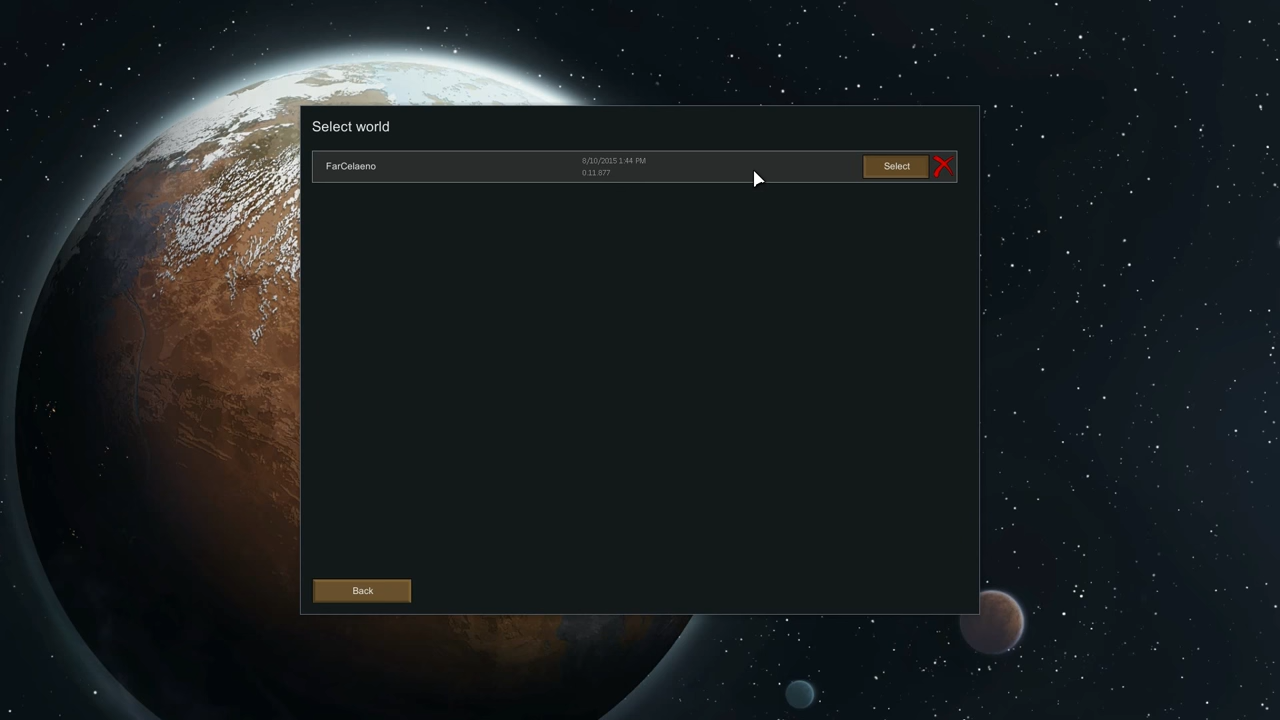 Select world
FarCelaeno
8/10/2015 1:44 PM
0.11.877
Select
Back